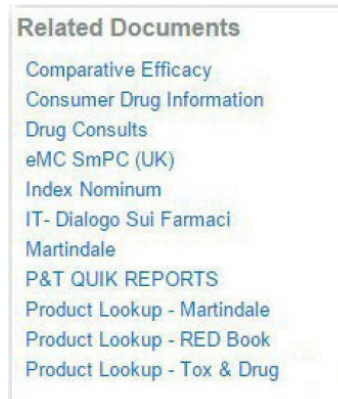 Related Documents
Comparative Efficacy
Consumer Drug Information
Drug Consults
eMC SmPC (UK)
Index Nominum
IT- Dialogo Sui Farmaci
Martindale
P&T QUIK REPORTS
Product Lookup - Martindale
Product Lookup - RED Book
Product Lookup - Tox & Drug